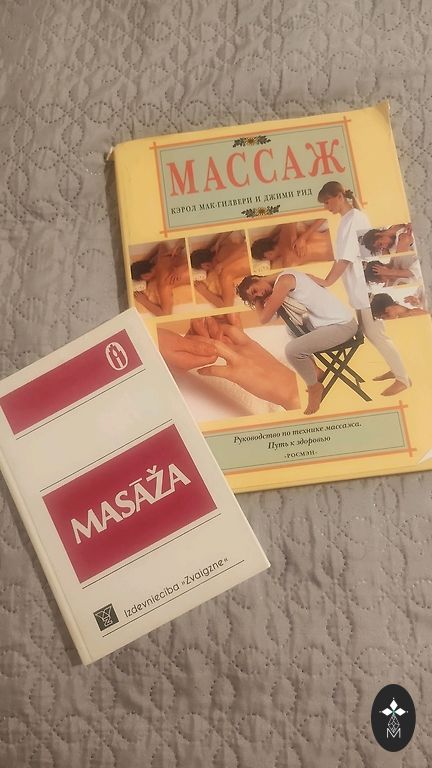 МАССАЖ
КЭРОЛ МАК-ГИЛВЕРИ И ДЖИМИ РИД
Руководство по технике массажа.
Путь к здоровью
«РОСМЭН»
MASĀŽA
Izdevniecība »Zvaigzne«
M